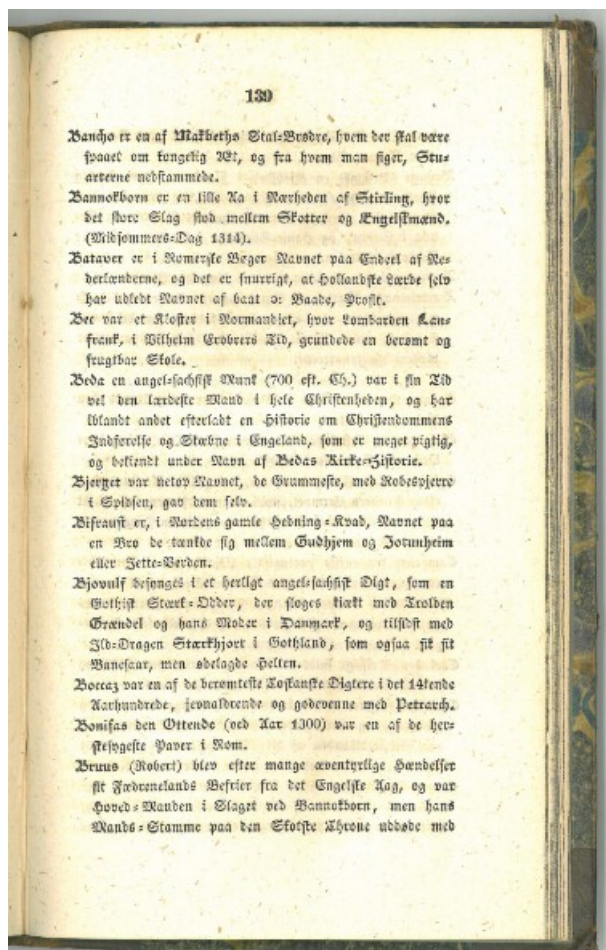 139
Bancho er en af Makbeths Stal-Brødre, hvem der skal være
spaaet om kongelig Æt, og fra hvem man siger, Stu-
arterne nedstammede.
Bannokborn er en lille Aa i Nærheden af Stirling, hvor
det store Slag stod mellem Skotter og Engelskmænd.
(Midsommers-Dag 1314).
Bataver er i Romerske Bøger Navnet paa Endeel af Ne-
derlænderne, og det er snurrigt, at Hollandske Lærde selv
har udledt Navnet af baat ɔ: Baade, Profit.
Bec var et Kloster i Normandiet, hvor Lombarden Lan-
frank, i Vilhelm Erobrers Tid, grundede en berømt og
frugtbar Skole.
Beda en angel-sachsisk Munk (700 eft. Ch.) var i sin Tid
vel den lærdeste Mand i hele Christenheden, og har
iblandt andet efterladt en Historie om Christendommens
Indførelse og Skæbne i Engeland, som er meget vigtig,
og bekiendt under Navn af Bedas Kirke-Historie.
Bjerget var netop Navnet, de Grummeste, med Robespierre
i Spidsen, gav dem selv.
Bifraust er, i Nordens gamle Hedning-Kvad, Navnet paa
en Bro de tænkde sig mellem Gudhjem og Jotunheim
eller Jette-Verden.
Bjovulf besynges i et herligt angel-sachsisk Digt, som en
Gothisk Stærk-Odder, der sloges kiækt med Trolden
Grændel og hans Moder i Danmark, og tilsidst med
Ild-Dragen Stærkhjort i Gothland, som ogsaa fik sit
Banesaar, men ødelagde Helten.
Boccaz var en af de berømteste Toskanske Digtere i det 14tende
Aarhundrede, jevnaldrende og godevenne med Petrarch.
Bonifas den Ottende (ved Aar 1300) var en af de her-
skesygeste Paver i Rom.
Bruus (Robert) blev efter mange æventyrlige Hændelser
sit Fædrenelands Befrier fra det Engelske Aag, og var
Hoved-Manden i Slaget ved Bannokborn, men hans
Mands-Stamme paa den Skotske Throne uddøde med